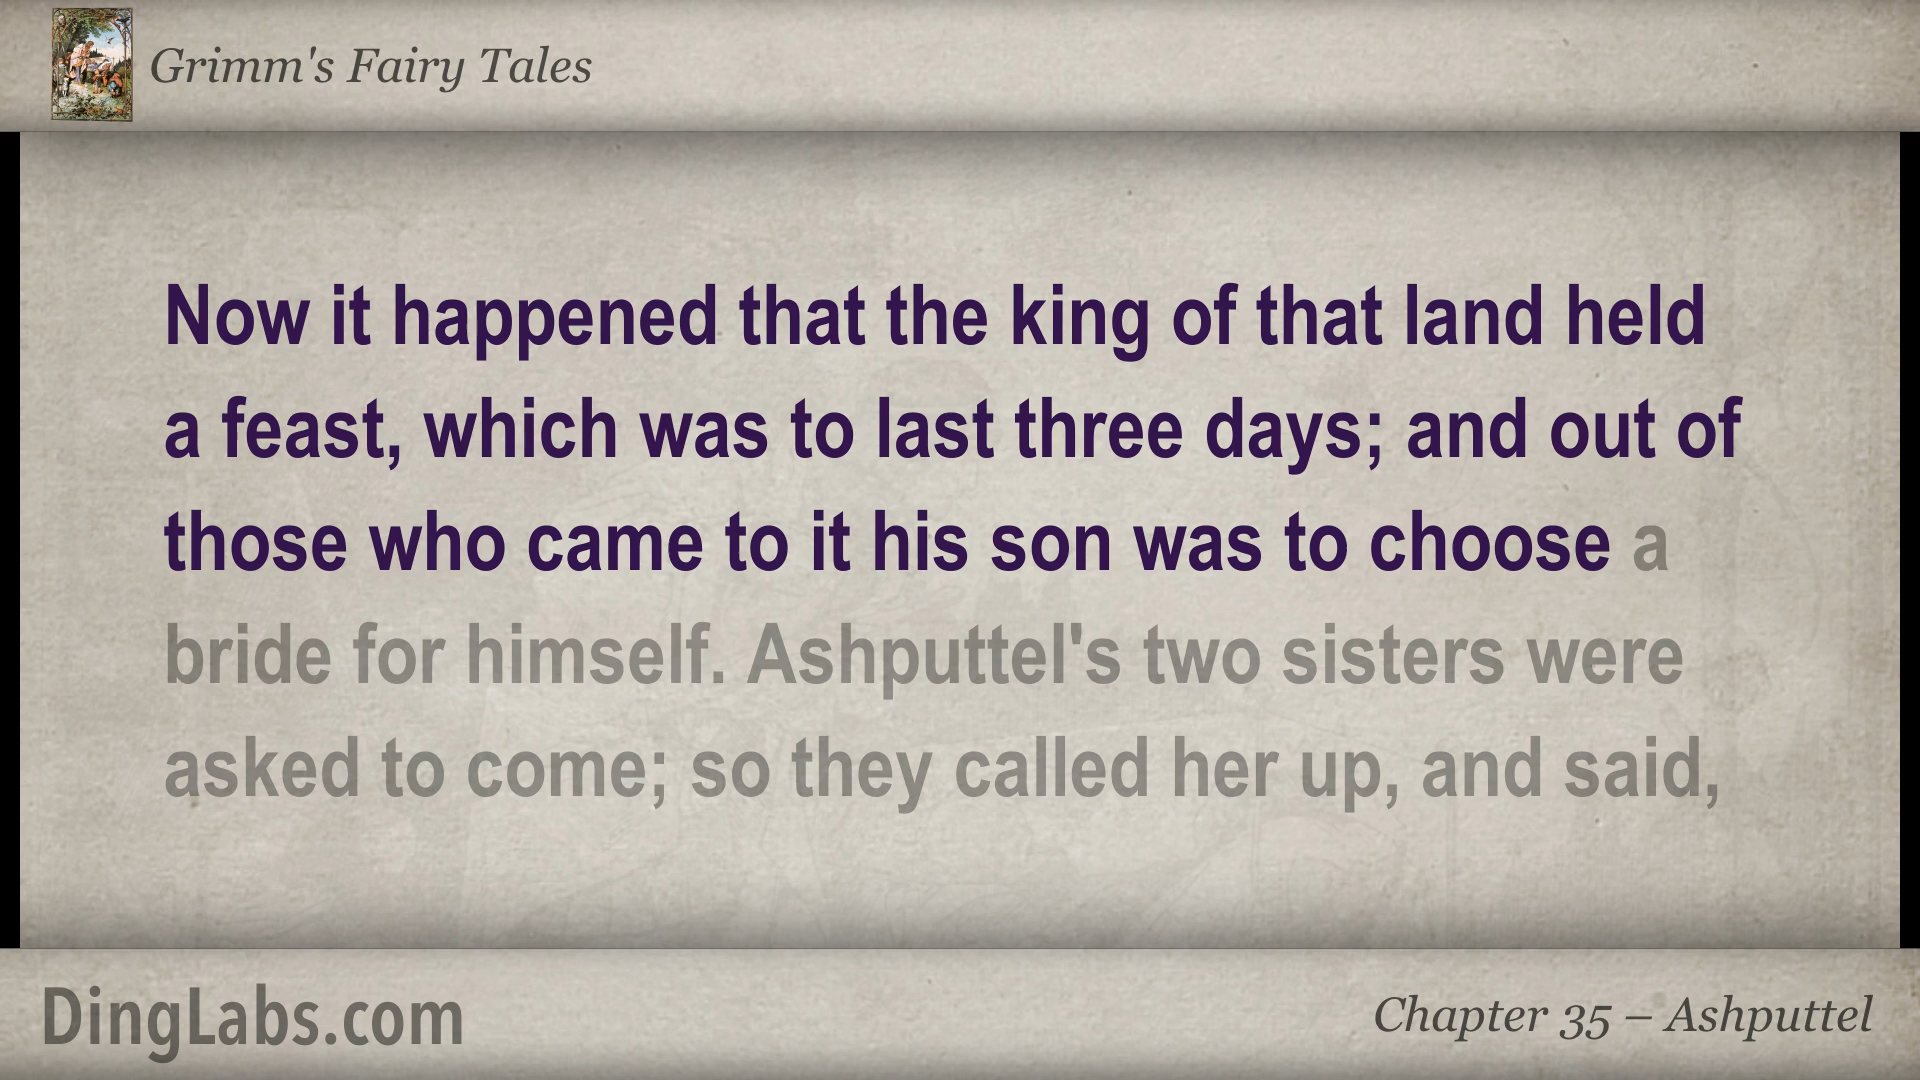 Grimm's Fairy Tales
Now it happened that the king of that land held
a feast, which was to last three days; and out of
those who came to it his son was to choose a
bride for himself. Ashputtel's two sisters were
asked to come; so they called her up, and said,
DingLabs.com
Chapter 35 – Ashputtel